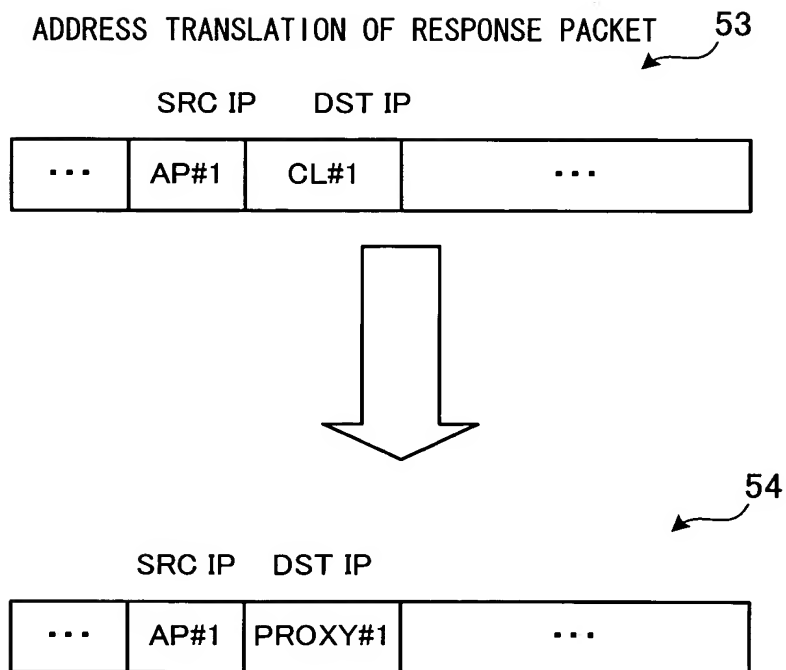 ADDRESS TRANSLATION OF RESPONSE PACKET 53
SRC IP DST IP
... AP#1 CL#1 ...
54
SRC IP DST IP
... AP#1 PROXY#1 ...